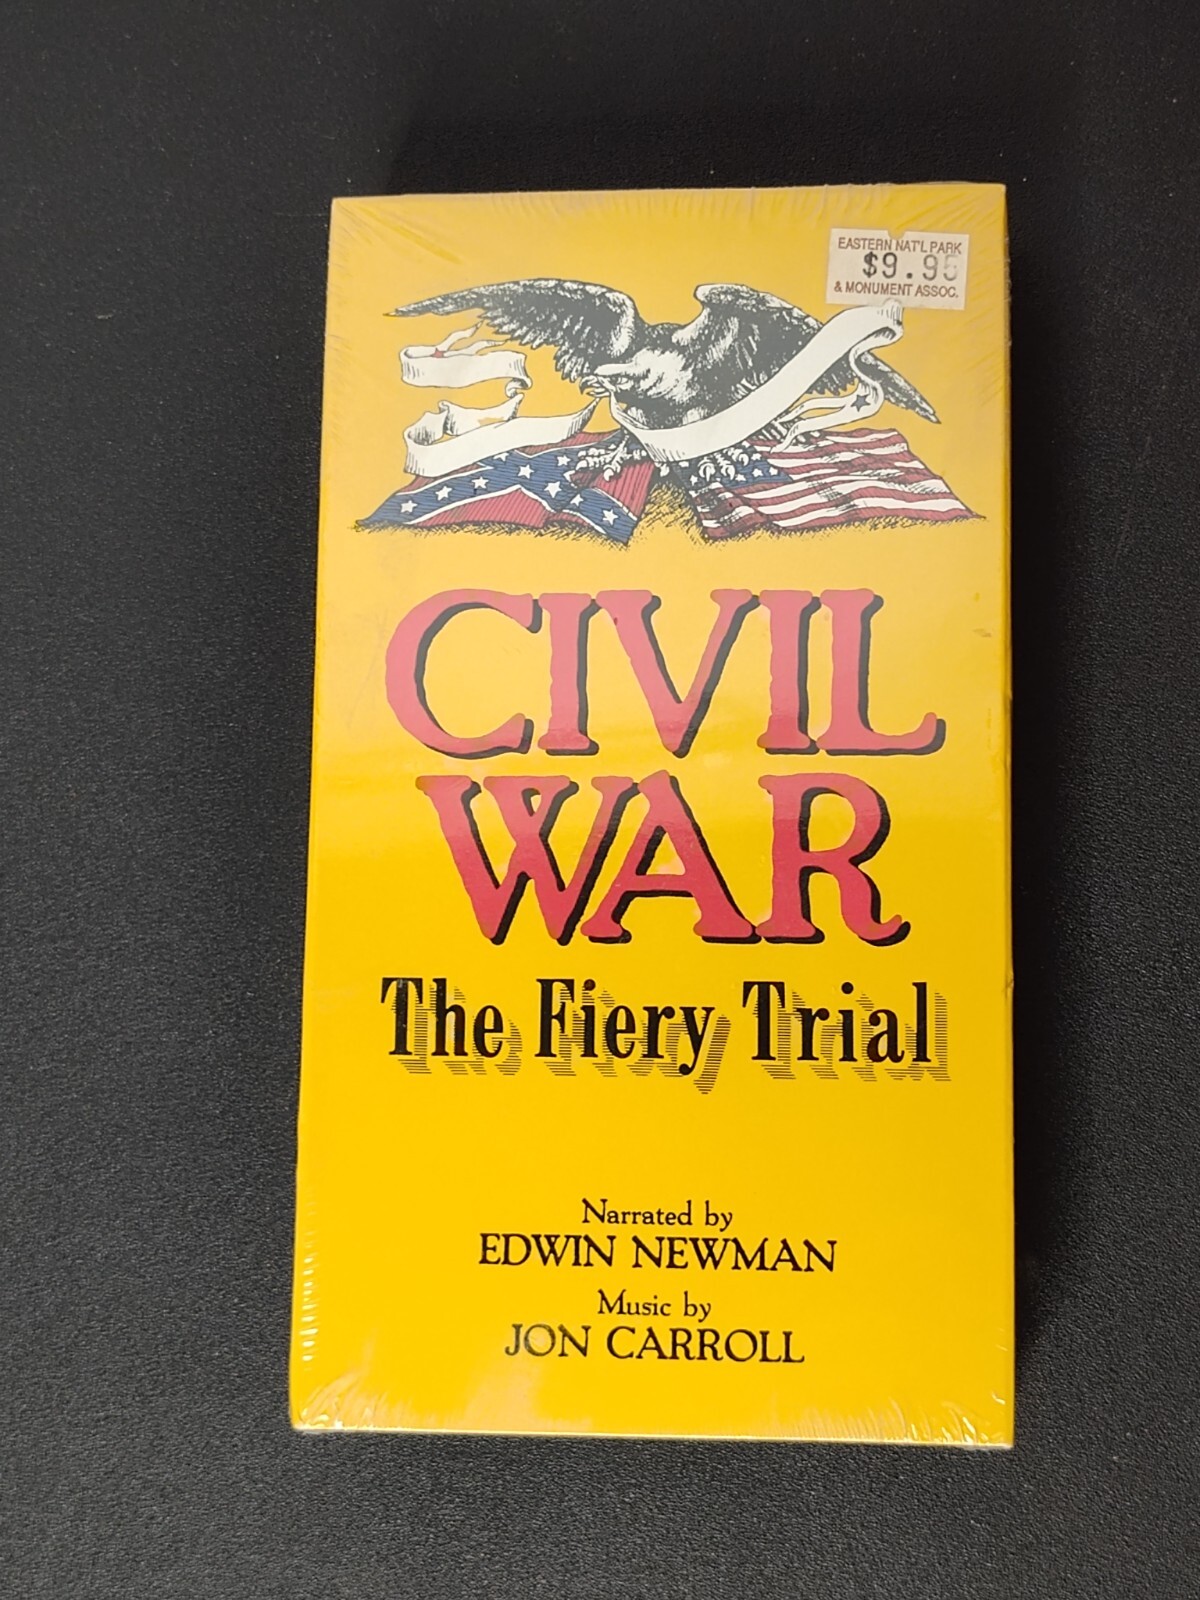 EASTERN NAT'L PARK
$9.95
& MONUMENT ASSOC.
CIVIL
WAR
The Fiery Trial
Narrated by
EDWIN NEWMAN
Music by
JON CARROLL